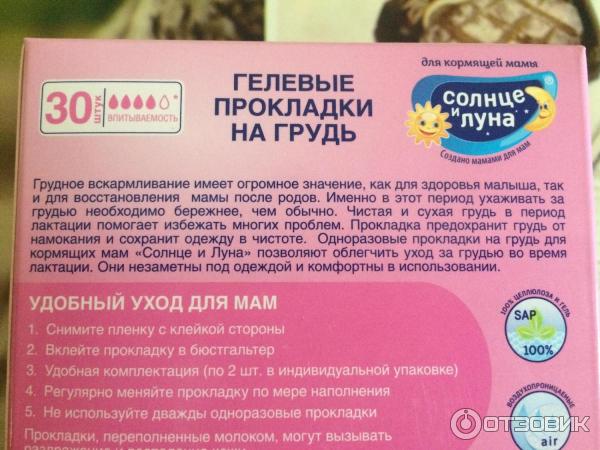 для кормящей мамы
30 штук
ВПИТЫВАЕМОСТЬ
*
ГЕЛЕВЫЕ
ПРОКЛАДКИ
НА ГРУДЬ
СОЛНЦЕ
и
ЛУНА
®
Создано мамами для мам
Грудное вскармливание имеет огромное значение, как для здоровья малыша, так
и для восстановления мамы после родов. Именно в этот период ухаживать за
грудью необходимо бережнее, чем обычно. Чистая и сухая грудь в период
лактации помогает избежать многих проблем. Прокладка предохранит грудь от
намокания и сохранит одежду в чистоте. Одноразовые прокладки на грудь для
кормящих мам «Солнце и Луна» позволяют облегчить уход за грудью во время
лактации. Они незаметны под одеждой и комфортны в использовании.
УДОБНЫЙ УХОД ДЛЯ МАМ
1. Снимите пленку с клейкой стороны
2. Вклейте прокладку в бюстгальтер
3. Удобная комплектация (по 2 шт. в индивидуальной упаковке)
4. Регулярно меняйте прокладку по мере наполнения
5. Не используйте дважды одноразовые прокладки
Прокладки, переполненные молоком, могут вызывать
100% ЦЕЛЛЮЛОЗА И ГЕЛЬ
SAP
100%
ВОЗДУХОПРОНИЦАЕМЫЕ
air
ОТЗОВИК